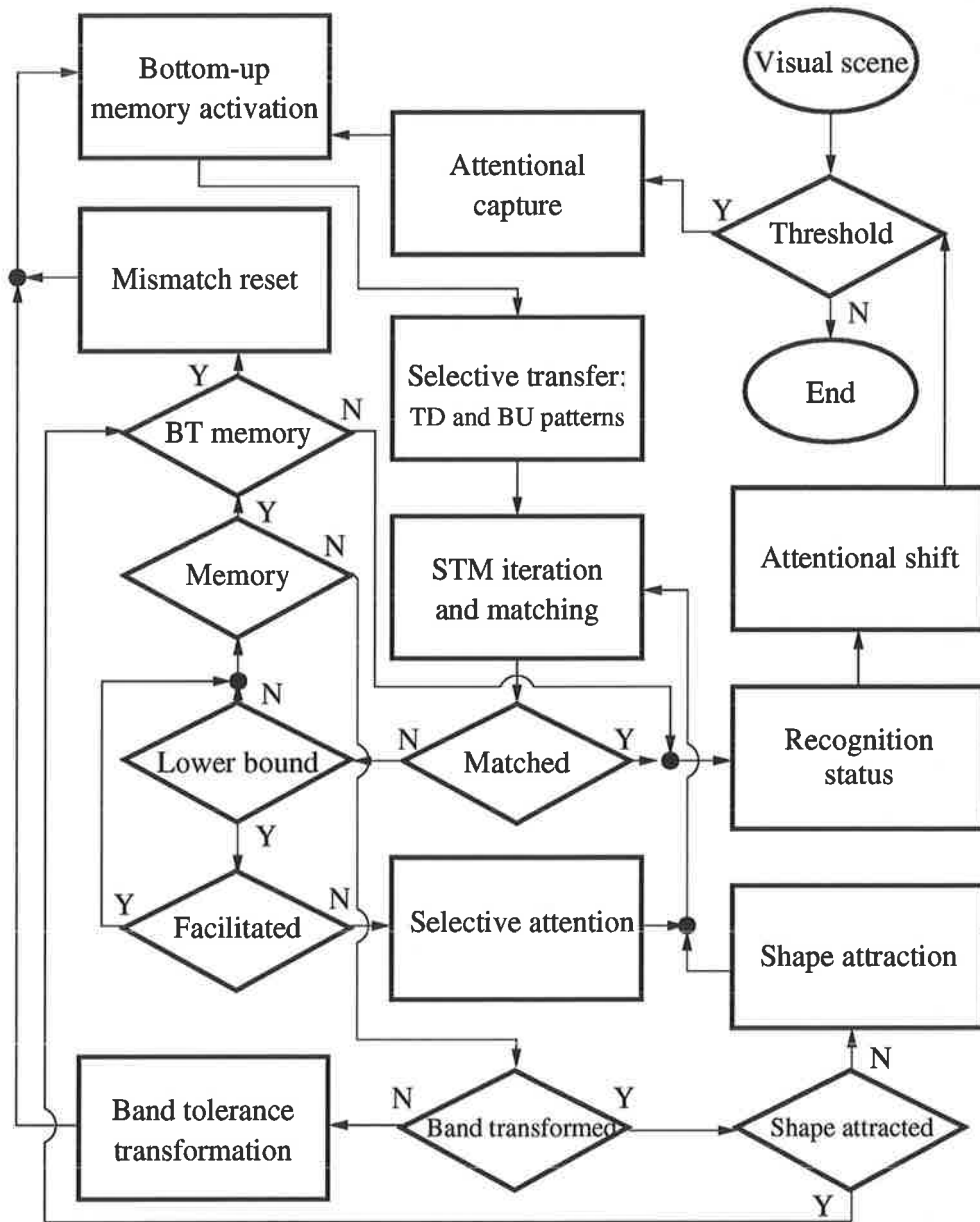 Bottom-up
memory activation
Visual scene
Attentional
capture
Y
Threshold
N
Mismatch reset
Selective transfer:
TD and BU patterns
End
Y
BT memory
N
Y
Memory
N
STM iteration
and matching
Attentional shift
N
Lower bound
Y
N
Matched
Y
Recognition
status
Y
Facilitated
N
Selective attention
Shape attraction
Band tolerance
transformation
N
Band transformed
Y
N
Shape attracted
Y